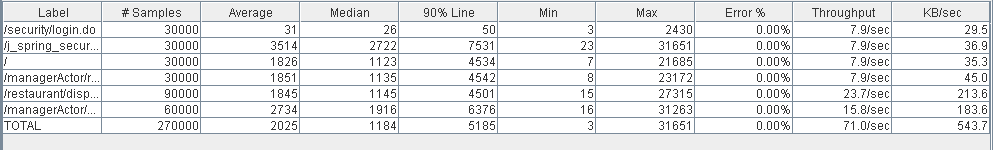 Label # Samples Average Median 90% Line Min Max Error % Throughput KB/sec
/security/login.do 30000 31 26 50 3 2430 0.00% 7.9/sec 29.5
/j_spring_secur... 30000 3514 2722 7531 23 31651 0.00% 7.9/sec 36.9
/ 30000 1826 1123 4534 7 21685 0.00% 7.9/sec 35.3
/managerActor/r... 30000 1851 1135 4542 8 23172 0.00% 7.9/sec 45.0
/restaurant/disp... 90000 1845 1145 4501 15 27315 0.00% 23.7/sec 213.6
/managerActor/... 60000 2734 1916 6376 16 31263 0.00% 15.8/sec 183.6
TOTAL 270000 2025 1184 5185 3 31651 0.00% 71.0/sec 543.7